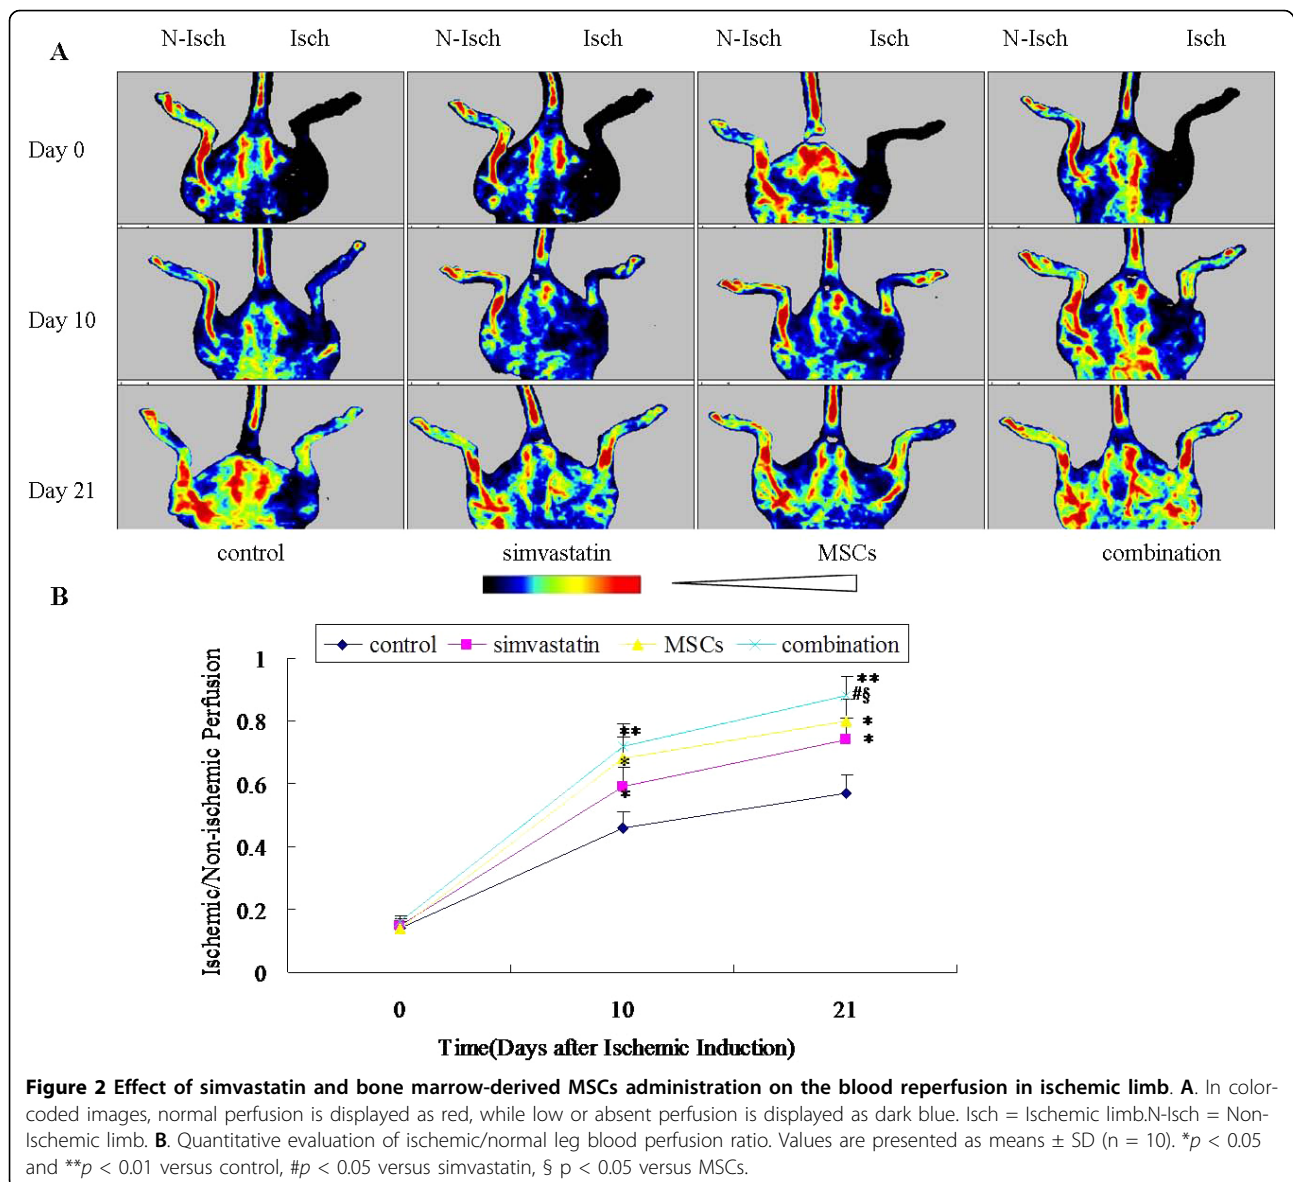 A
N-Isch Isch N-Isch Isch N-Isch Isch N-Isch Isch
Day 0
Day 10
Day 21
control simvastatin MSCs combination
B
control simvastatin MSCs combination
Ischemic/Non-ischemic Perfusion
1
0.8
0.6
0.4
0.2
0
**
*
*
**
#§
*
*
0 10 21
Time(Days after Ischemic Induction)
Figure 2 Effect of simvastatin and bone marrow-derived MSCs administration on the blood reperfusion in ischemic limb. A. In color-
coded images, normal perfusion is displayed as red, while low or absent perfusion is displayed as dark blue. Isch = Ischemic limb.N-Isch = Non-
Ischemic limb. B. Quantitative evaluation of ischemic/normal leg blood perfusion ratio. Values are presented as means ± SD (n = 10). *p < 0.05
and **p < 0.01 versus control, #p < 0.05 versus simvastatin, § p < 0.05 versus MSCs.